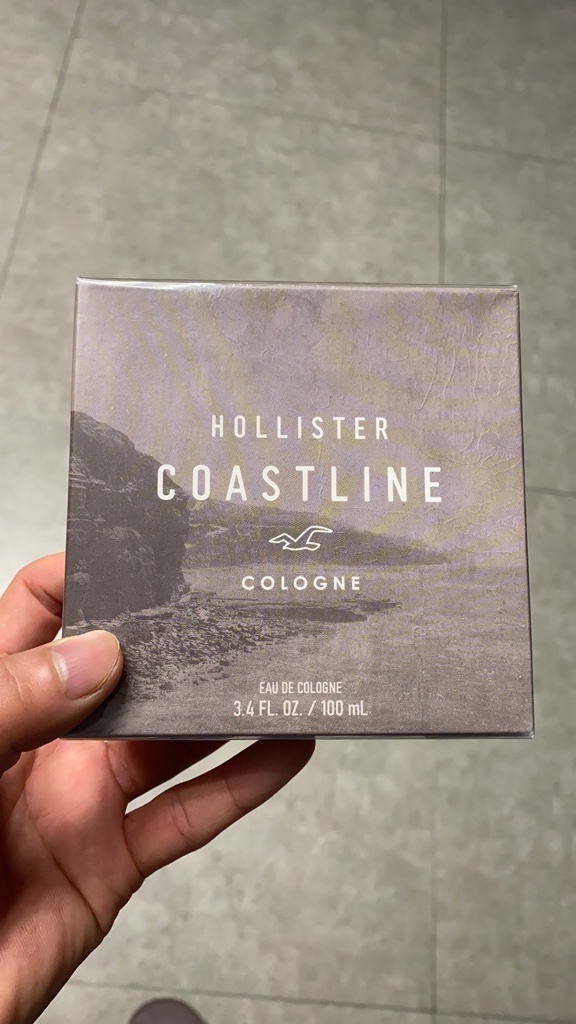 HOLLISTER
COASTLINE
COLOGNE
EAU DE COLOGNE
3.4 FL. OZ. / 100 mL